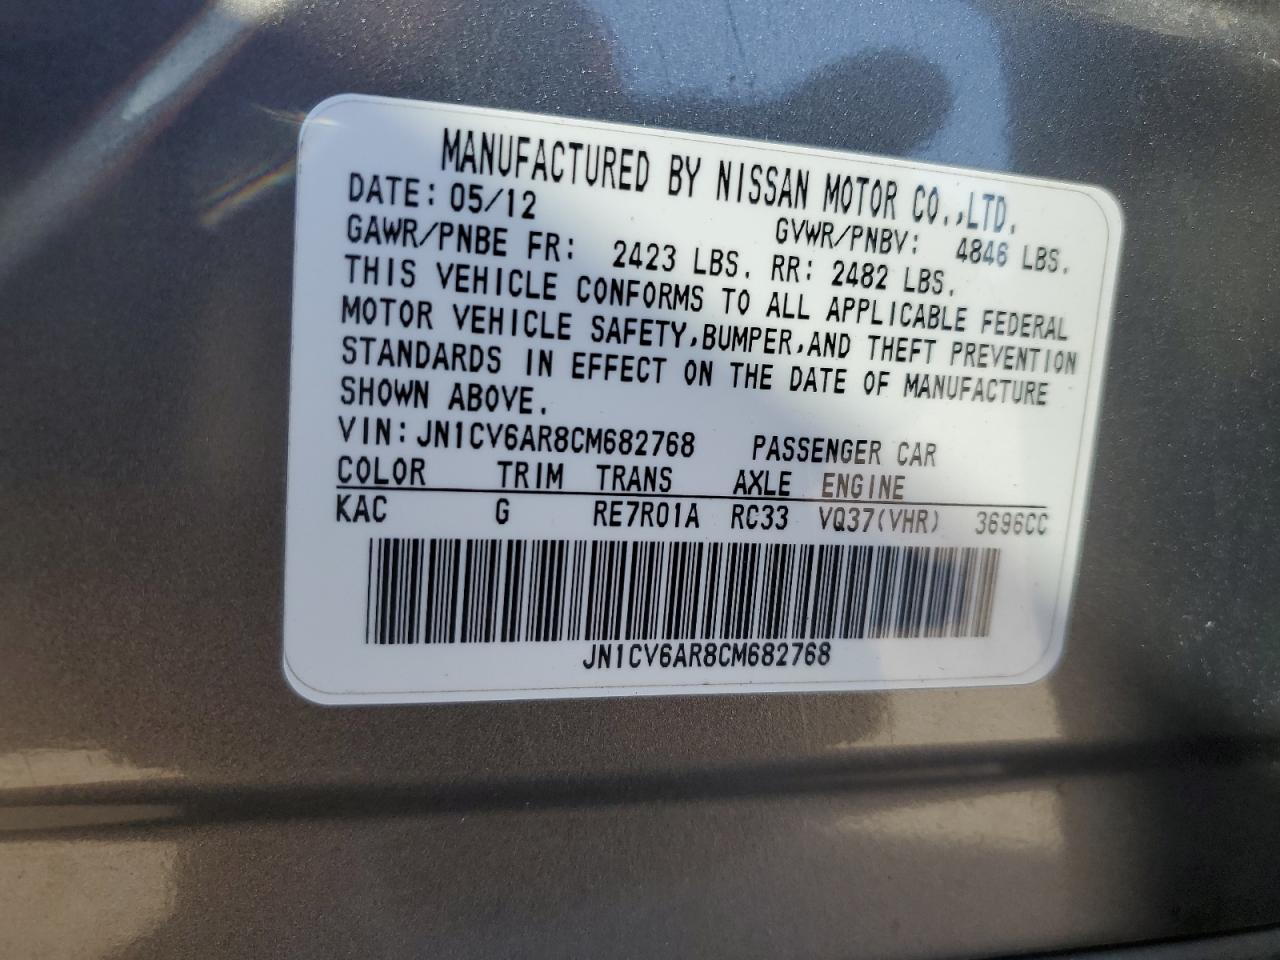 MANUFACTURED BY NISSAN MOTOR CO.,LTD.
DATE: 05/12 GVWR/PNBV: 4846 LBS.
GAWR/PNBE FR: 2423 LBS. RR: 2482 LBS.
THIS VEHICLE CONFORMS TO ALL APPLICABLE FEDERAL
MOTOR VEHICLE SAFETY,BUMPER,AND THEFT PREVENTION
STANDARDS IN EFFECT ON THE DATE OF MANUFACTURE
SHOWN ABOVE.
VIN: JN1CV6AR8CM682768 PASSENGER CAR
COLOR TRIM TRANS AXLE ENGINE
KAC G RE7R01A RC33 VQ37(VHR) 3696CC
JN1CV6AR8CM682768